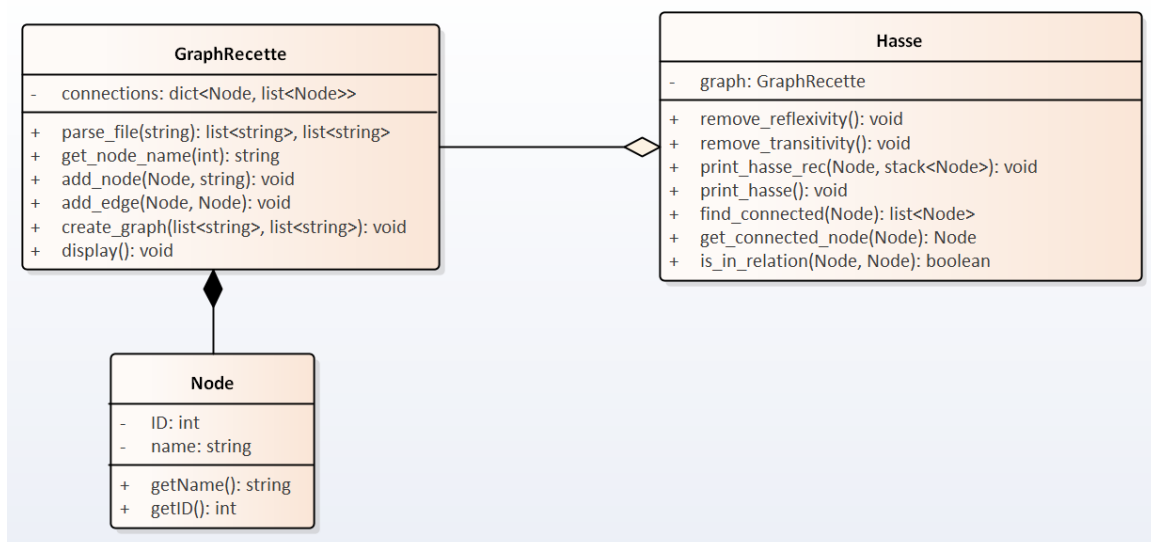 GraphRecette
- connections: dict<Node, list<Node>>
+ parse_file(string): list<string>, list<string>
+ get_node_name(int): string
+ add_node(Node, string): void
+ add_edge(Node, Node): void
+ create_graph(list<string>, list<string>): void
+ display(): void
Hasse
- graph: GraphRecette
+ remove_reflexivity(): void
+ remove_transitivity(): void
+ print_hasse_rec(Node, stack<Node>): void
+ print_hasse(): void
+ find_connected(Node): list<Node>
+ get_connected_node(Node): Node
+ is_in_relation(Node, Node): boolean
Node
- ID: int
- name: string
+ getName(): string
+ getID(): int